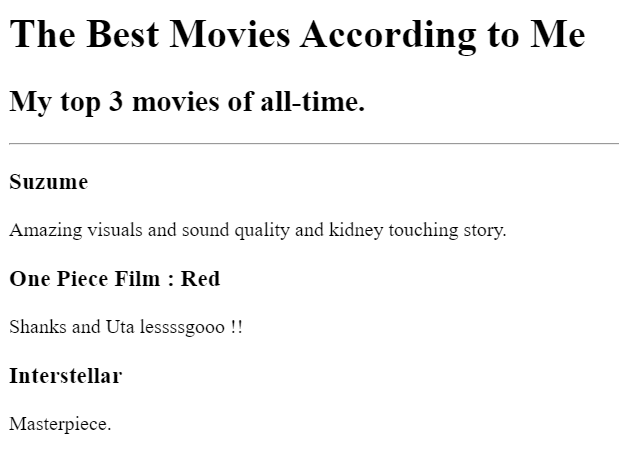 The Best Movies According to Me
My top 3 movies of all-time.
Suzume
Amazing visuals and sound quality and kidney touching story.
One Piece Film : Red
Shanks and Uta lessssgooo !!
Interstellar
Masterpiece.